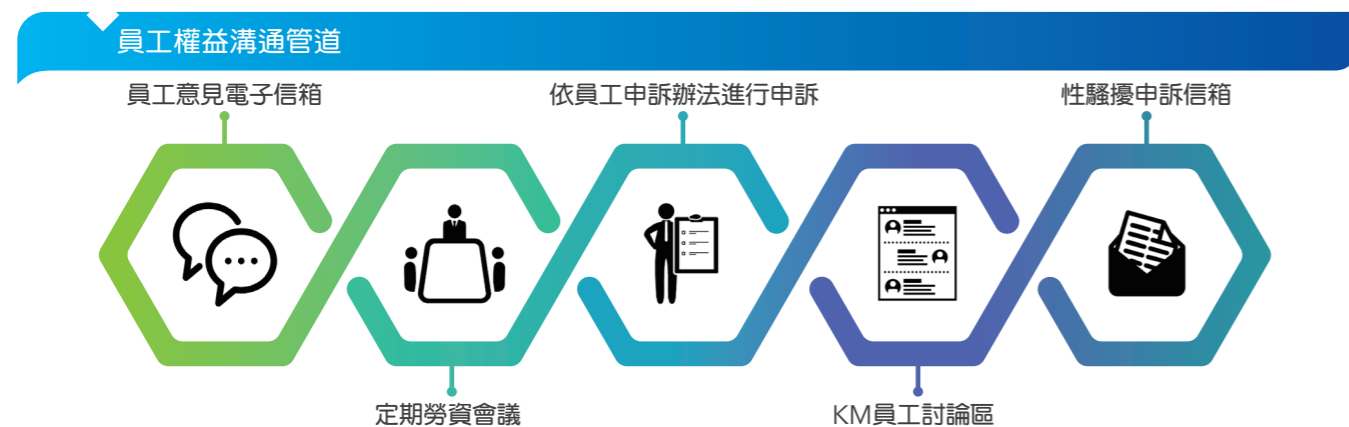 員工權益溝通管道
員工意見電子信箱
依員工申訴辦法進行申訴
性騷擾申訴信箱
定期勞資會議
KM員工討論區